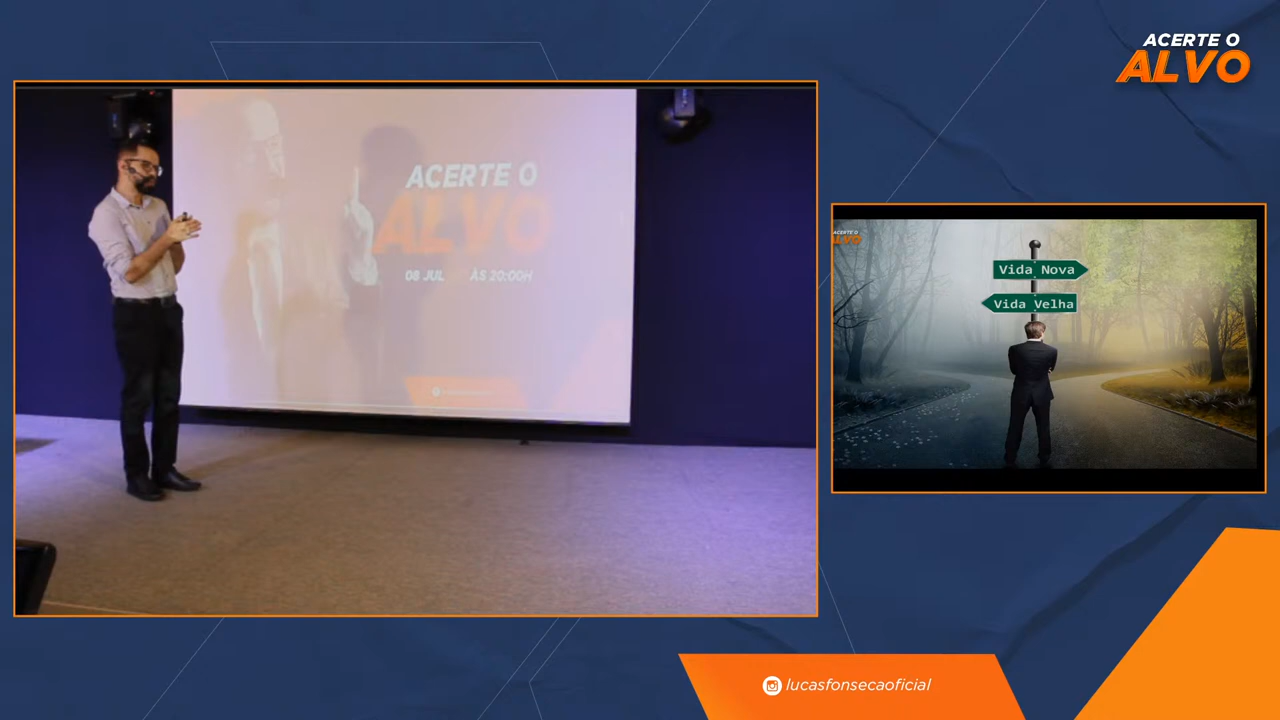 ACERTE O
ALVO
ACERTE O
ALVO
08 JUL ÀS 20:00H
ACERTE O
ALVO
Vida Nova
Vida Velha
lucasfonsecaoficial